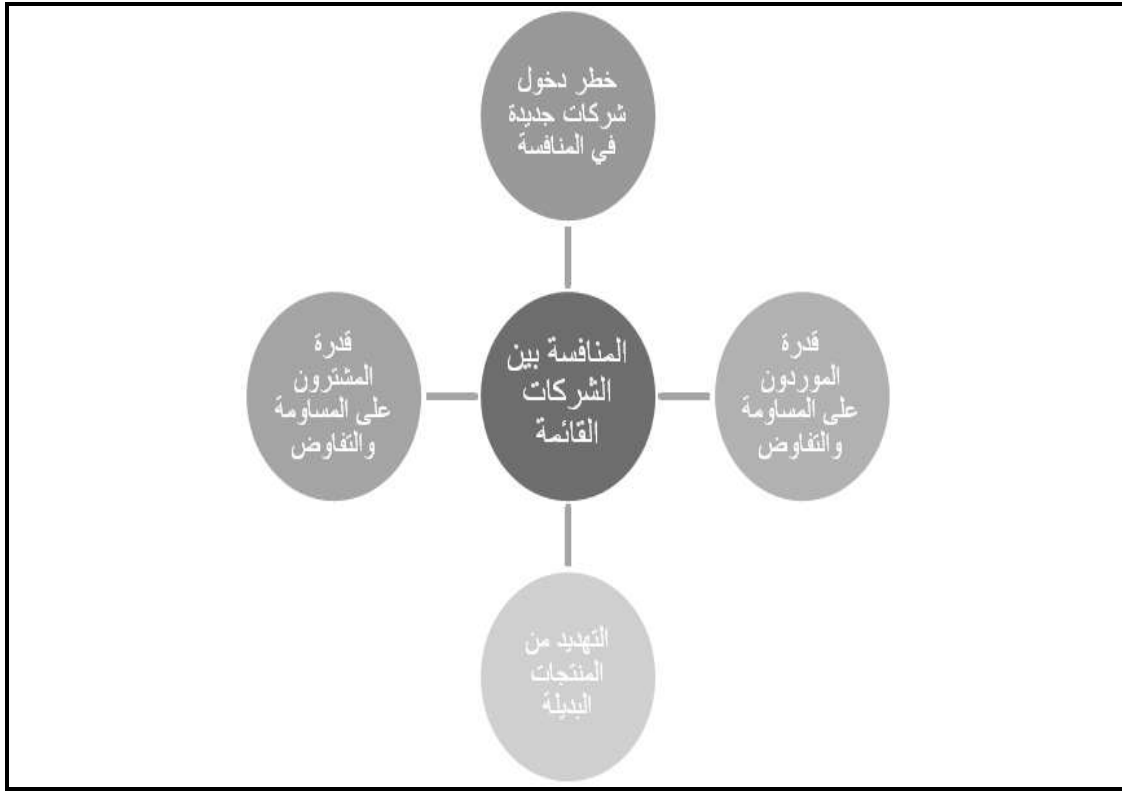 خطر دخول
شركات جديدة
في المنافسة
قدرة
الموردون
على المساومة
والتفاوض
المنافسة بين
الشركات
القائمة
قدرة
المشترون
على المساومة
والتفاوض
التهديد من
المنتجات
البديلة